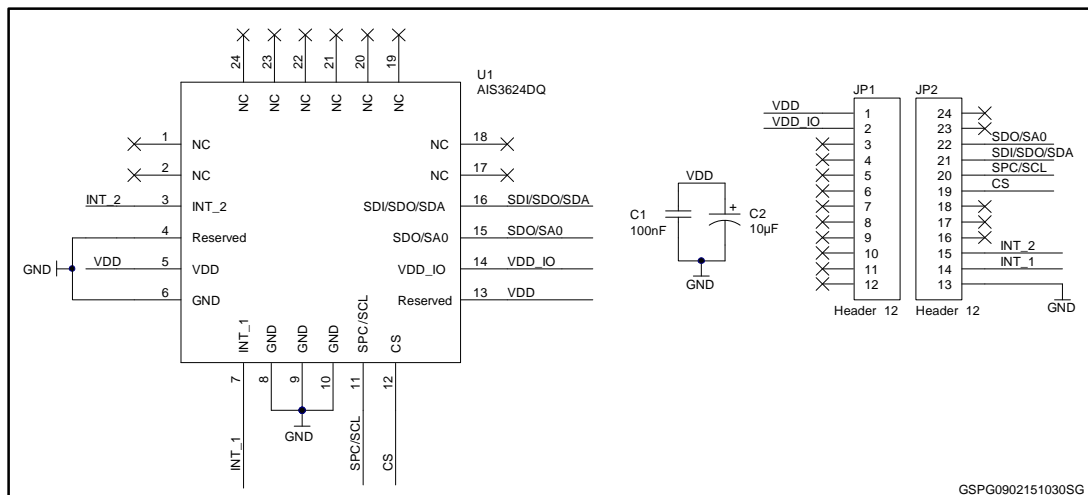 24
23
22
21
20
19
NC
NC
NC
NC
NC
NC
U1
AIS3624DQ
1
NC
2
NC
INT_2
3
INT_2
4
Reserved
GND
VDD
5
VDD
6
GND
NC
18
NC
17
SDI/SDO/SDA
16
SDI/SDO/SDA
SDO/SA0
15
SDO/SA0
VDD_IO
14
VDD_IO
Reserved
13
VDD
INT_1
GND
GND
GND
SPC/SCL
CS
7
8
9
10
11
12
INT_1
GND
SPC/SCL
CS
VDD
C1
100nF
+
C2
10µF
GND
JP1
VDD
1
VDD_IO
2
3
4
5
6
7
8
9
10
11
12
Header 12
JP2
24
23
22
SDO/SA0
21
SDI/SDO/SDA
20
SPC/SCL
19
CS
18
17
16
15
INT_2
14
INT_1
13
GND
Header 12
GSPG0902151030SG